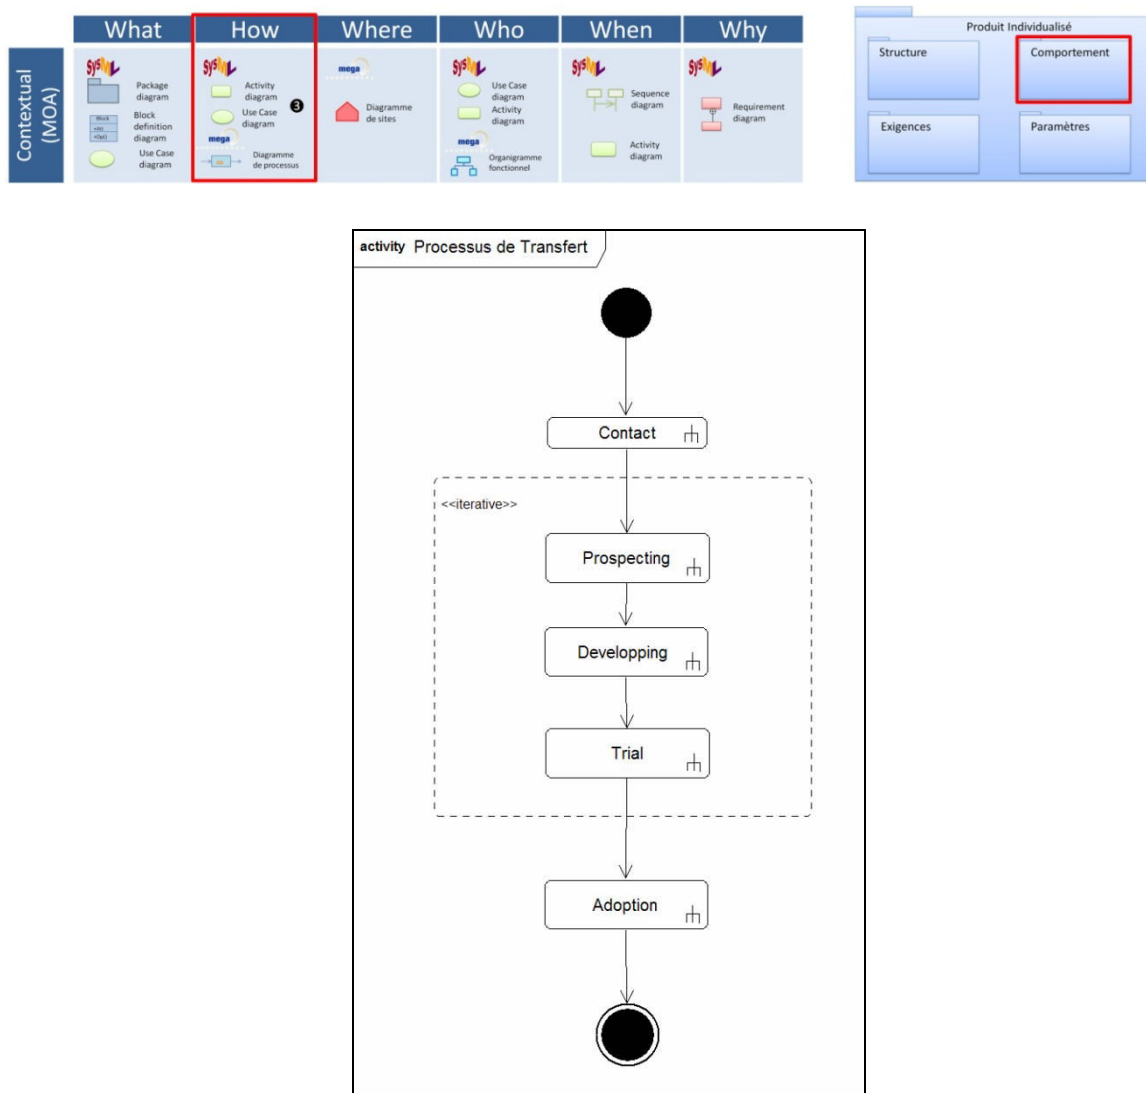 What How Where Who When Why
Contextual
(MOA)
SysML
Package
diagram
Block
+At()
+Op()
Block
definition
diagram
Use Case
diagram
SysML
Activity
diagram
❸
Use Case
diagram
mega
Diagramme
de processus
mega
Diagramme
de sites
SysML
Use Case
diagram
Activity
diagram
mega
Organigramme
fonctionnel
SysML
Sequence
diagram
Activity
diagram
SysML
Requirement
diagram
Produit Individualisé
Structure
Comportement
Exigences
Paramètres
activity Processus de Transfert
Contact
<<iterative>>
Prospecting
Developping
Trial
Adoption